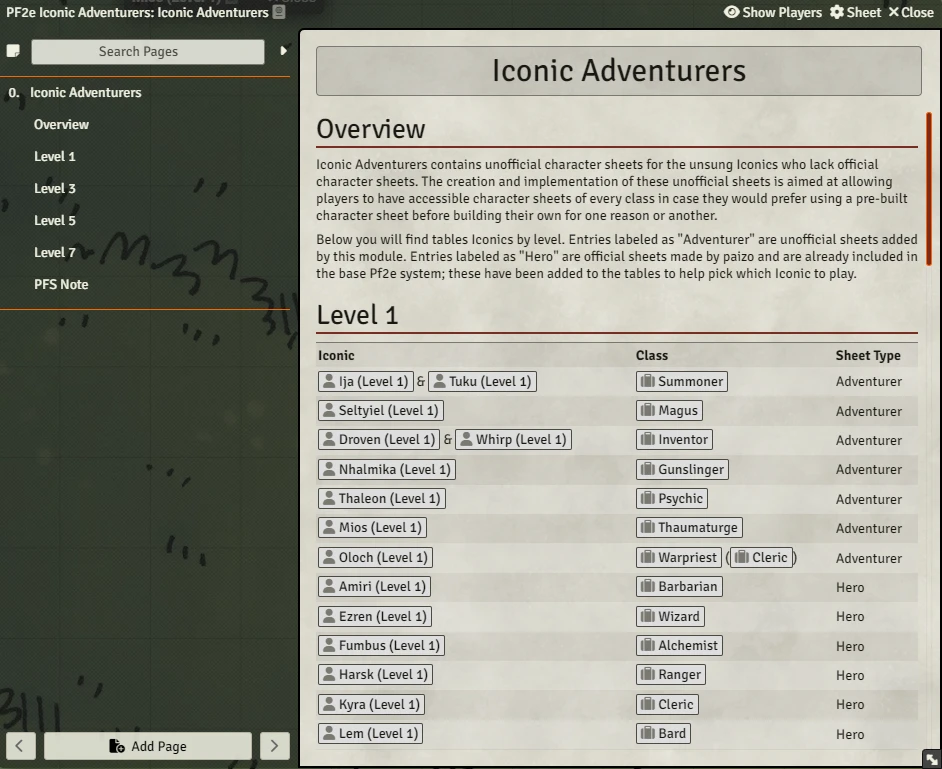 PF2e Iconic Adventurers: Iconic Adventurers
Show Players Sheet Close
Search Pages
0. Iconic Adventurers
Overview
Level 1
Level 3
Level 5
Level 7
PFS Note
Add Page
Iconic Adventurers
Overview
Iconic Adventurers contains unofficial character sheets for the unsung Iconics who lack official
character sheets. The creation and implementation of these unofficial sheets is aimed at allowing
players to have accessible character sheets of every class in case they would prefer using a pre-built
character sheet before building their own for one reason or another.
Below you will find tables Iconics by level. Entries labeled as "Adventurer" are unofficial sheets added
by this module. Entries labeled as "Hero" are official sheets made by paizo and are already included in
the base Pf2e system; these have been added to the tables to help pick which Iconic to play.
Level 1
Iconic Class Sheet Type
Ija (Level 1) & Tuku (Level 1) Summoner Adventurer
Seltyiel (Level 1) Magus Adventurer
Droven (Level 1) & Whirp (Level 1) Inventor Adventurer
Nhalmika (Level 1) Gunslinger Adventurer
Thaleon (Level 1) Psychic Adventurer
Mios (Level 1) Thaumaturge Adventurer
Oloch (Level 1) Warpriest (Cleric) Adventurer
Amiri (Level 1) Barbarian Hero
Ezren (Level 1) Wizard Hero
Fumbus (Level 1) Alchemist Hero
Harsk (Level 1) Ranger Hero
Kyra (Level 1) Cleric Hero
Lem (Level 1) Bard Hero